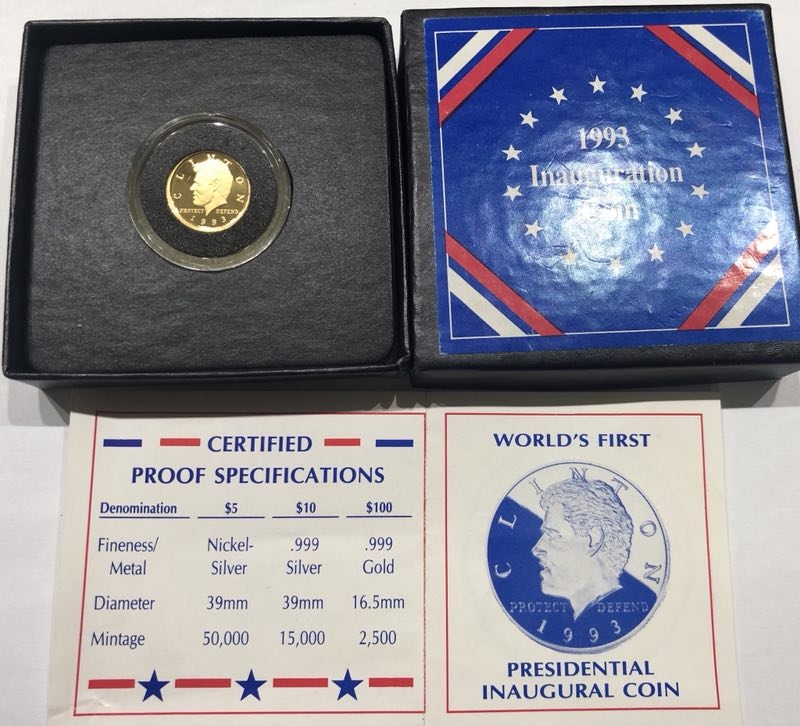 CLINTON
PROTECT DEFEND
1993
1993
Inauguration
Coin
CERTIFIED
PROOF SPECIFICATIONS
Denomination $5 $10 $100
Fineness/ Nickel- .999 .999
Metal Silver Silver Gold
Diameter 39mm 39mm 16.5mm
Mintage 50,000 15,000 2,500
WORLD'S FIRST
CLINTON
PROTECT DEFEND
1993
PRESIDENTIAL
INAUGURAL COIN